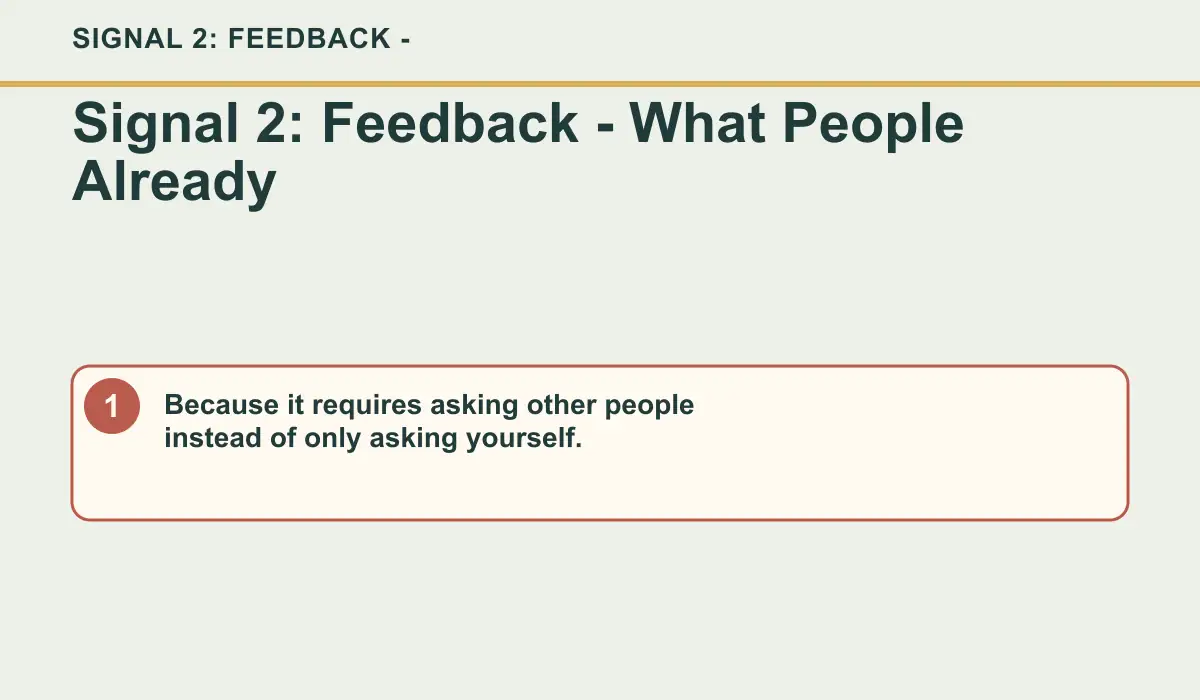 SIGNAL 2: FEEDBACK -
Signal 2: Feedback - What People
Already
1
Because it requires asking other people
instead of only asking yourself.